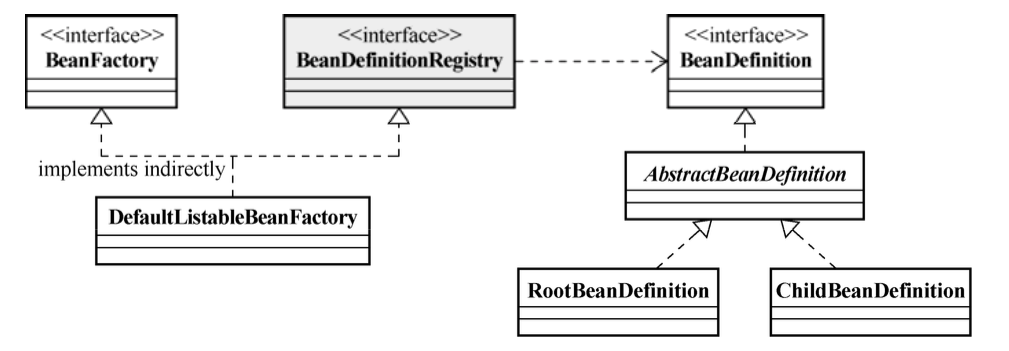 <<interface>>
BeanFactory
<<interface>>
BeanDefinitionRegistry
<<interface>>
BeanDefinition
implements indirectly
AbstractBeanDefinition
DefaultListableBeanFactory
RootBeanDefinition
ChildBeanDefinition